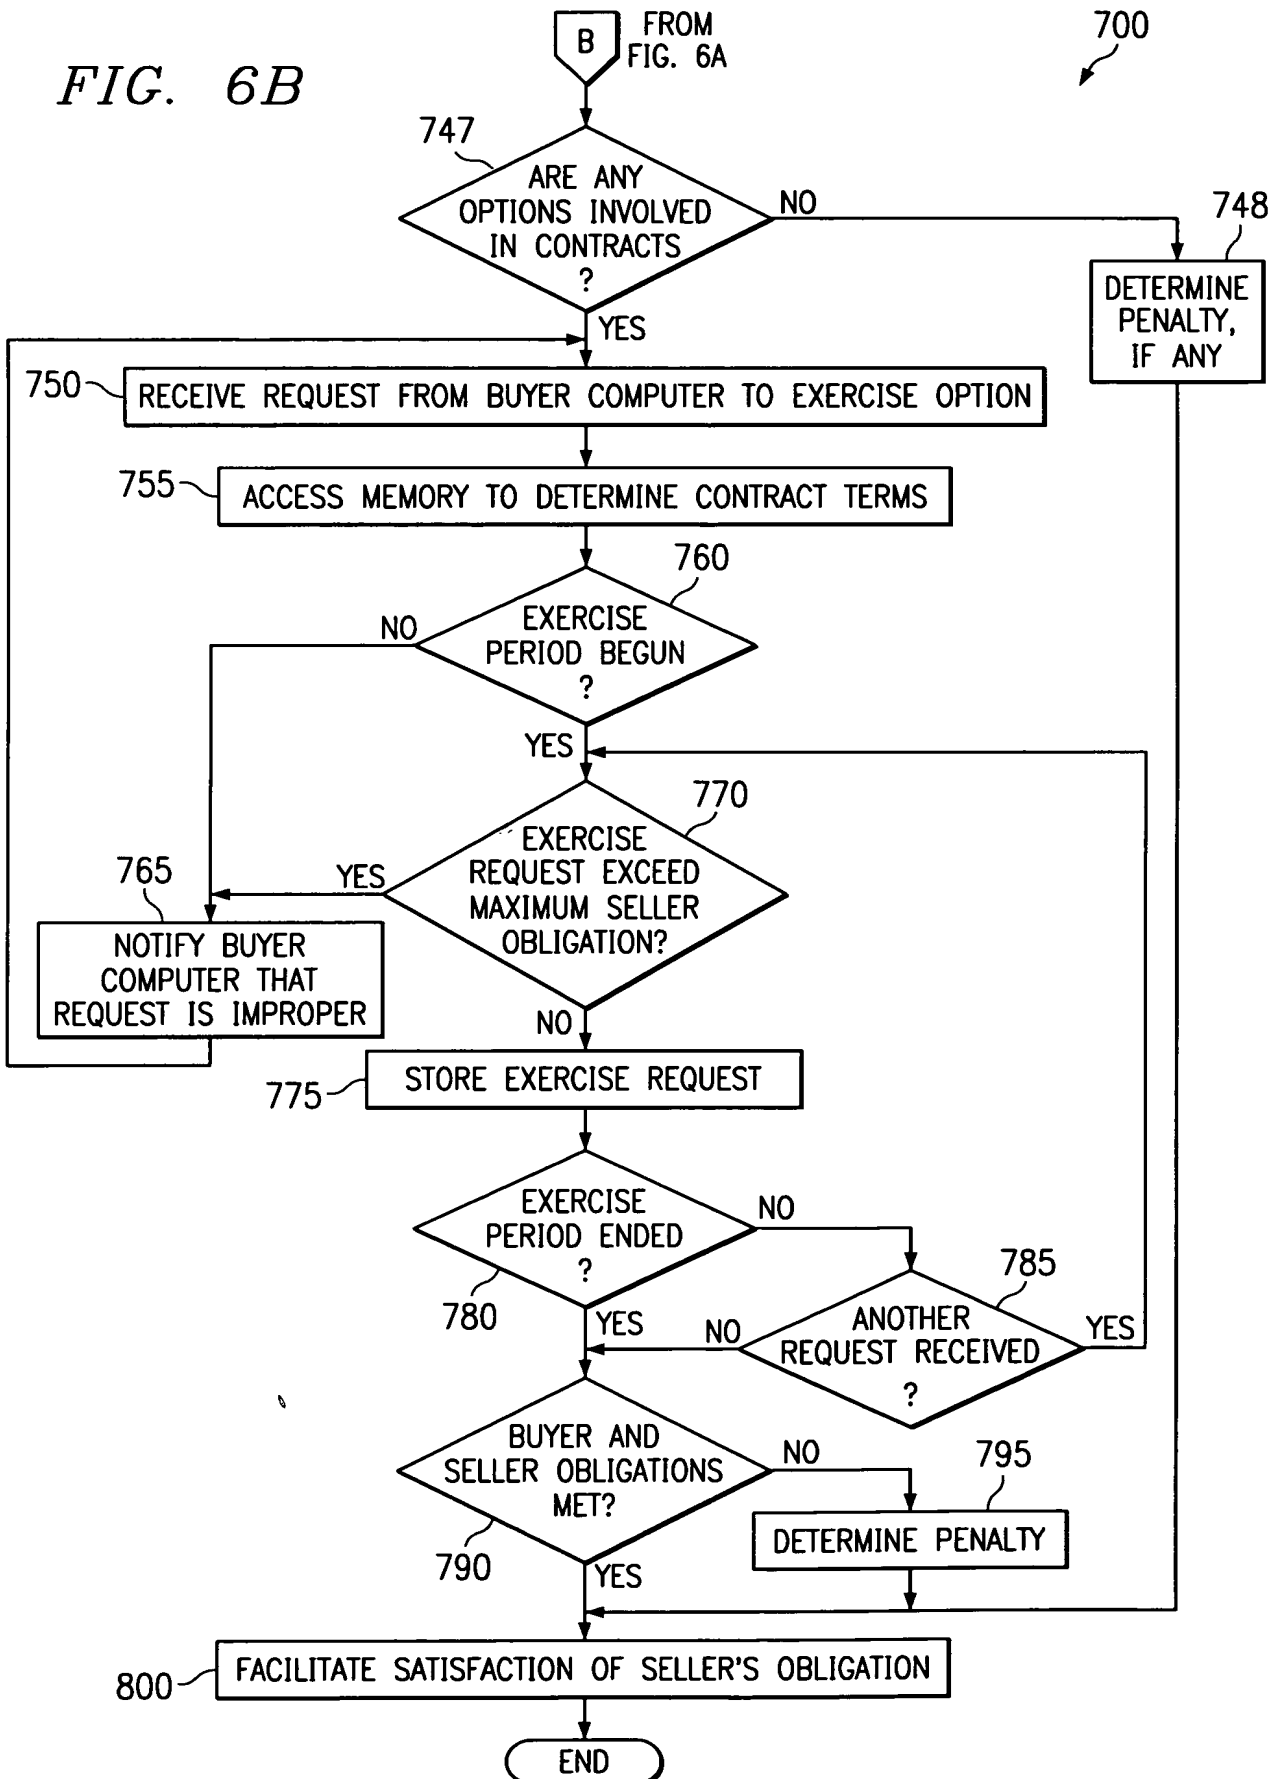 FIG. 6B
B
FROM
FIG. 6A
700
747
ARE ANY
OPTIONS INVOLVED
IN CONTRACTS
?
NO
748
DETERMINE
PENALTY,
IF ANY
YES
750
RECEIVE REQUEST FROM BUYER COMPUTER TO EXERCISE OPTION
755
ACCESS MEMORY TO DETERMINE CONTRACT TERMS
760
EXERCISE
PERIOD BEGUN
?
NO
YES
770
EXERCISE
REQUEST EXCEED
MAXIMUM SELLER
OBLIGATION?
YES
765
NOTIFY BUYER
COMPUTER THAT
REQUEST IS IMPROPER
NO
775
STORE EXERCISE REQUEST
EXERCISE
PERIOD ENDED
?
NO
780
YES
785
ANOTHER
REQUEST RECEIVED
?
NO
YES
BUYER AND
SELLER OBLIGATIONS
MET?
NO
790
795
DETERMINE PENALTY
YES
800
FACILITATE SATISFACTION OF SELLER'S OBLIGATION
END